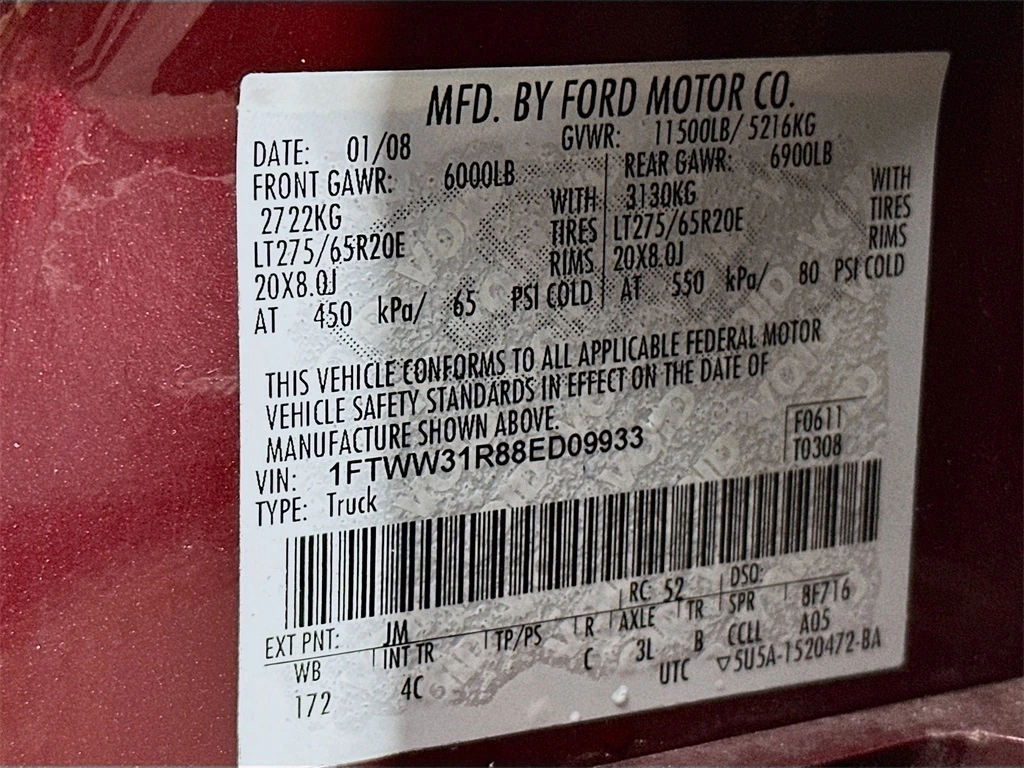 MFD. BY FORD MOTOR CO.
DATE: 01/08 GVWR: 11500LB/ 5216KG
FRONT GAWR: 6000LB REAR GAWR: 6900LB
2722KG WITH 3130KG WITH
LT275/65R20E TIRES LT275/65R20E TIRES
20X8.0J RIMS 20X8.0J RIMS
AT 450 kPa/ 65 PSI COLD AT 550 kPa/ 80 PSI COLD
THIS VEHICLE CONFORMS TO ALL APPLICABLE FEDERAL MOTOR
VEHICLE SAFETY STANDARDS IN EFFECT ON THE DATE OF
MANUFACTURE SHOWN ABOVE.
VIN: 1FTWW31R88ED09933 F0611
TYPE: Truck T0308
EXT PNT: JM RC: 52 DSO:
WB INT TR TP/PS R AXLE TR SPR 8F716
172 4C C 3L B CCLL A05
UTC ▽5U5A-1520472-BA